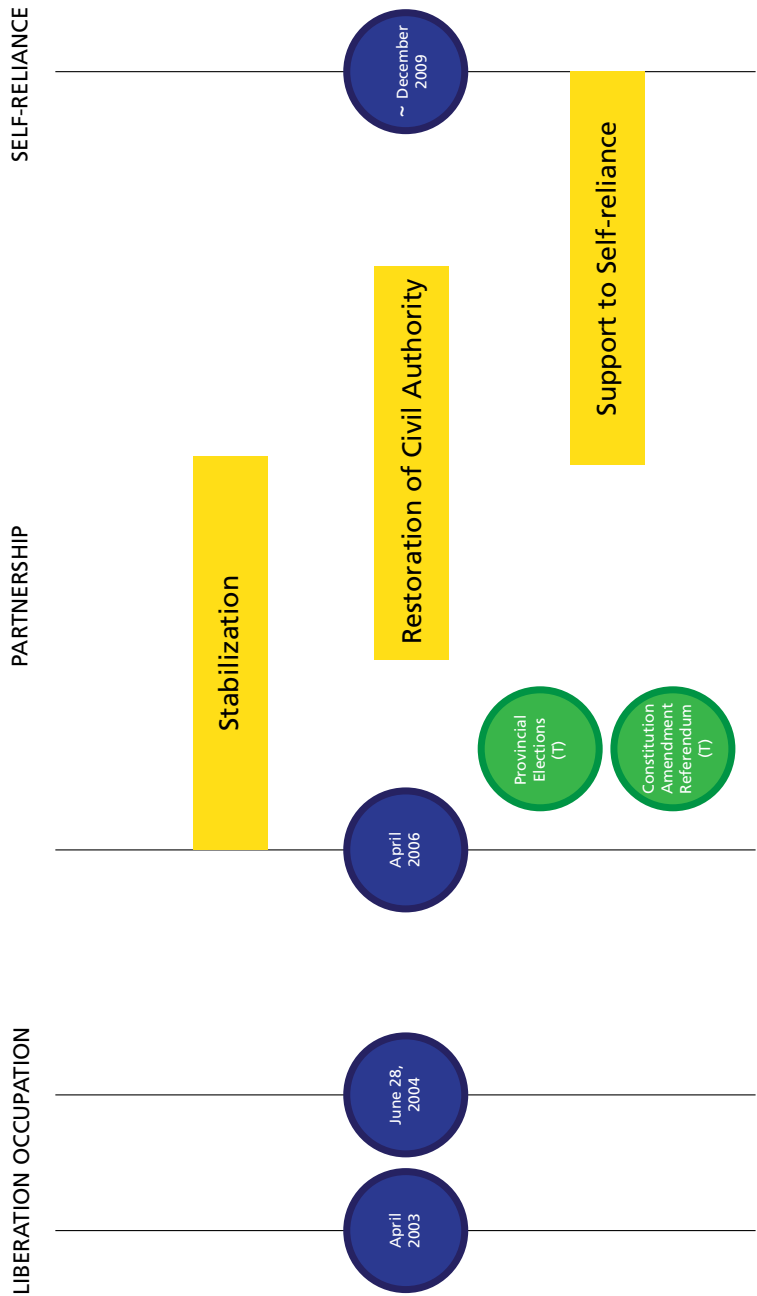 LIBERATION OCCUPATION
PARTNERSHIP
SELF-RELIANCE
Stabilization
April
2003
June 28,
2004
April
2006
Restoration of Civil Authority
~ December
2009
Provincial
Elections
(T)
Support to Self-reliance
Constitution
Amendment
Referendum
(T)